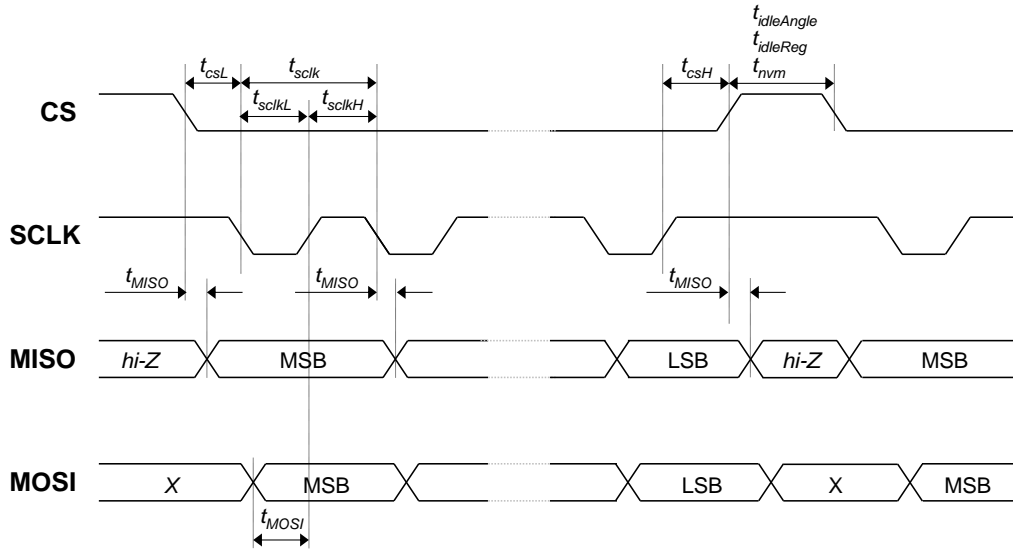 tidleAngle
tidleReg
tcsL tsclk tcsH tnvm
tsclkL tsclkH
CS
SCLK
tMISO tMISO tMISO
MISO hi-Z MSB LSB hi-Z MSB
MOSI X MSB LSB X MSB
tMOSI